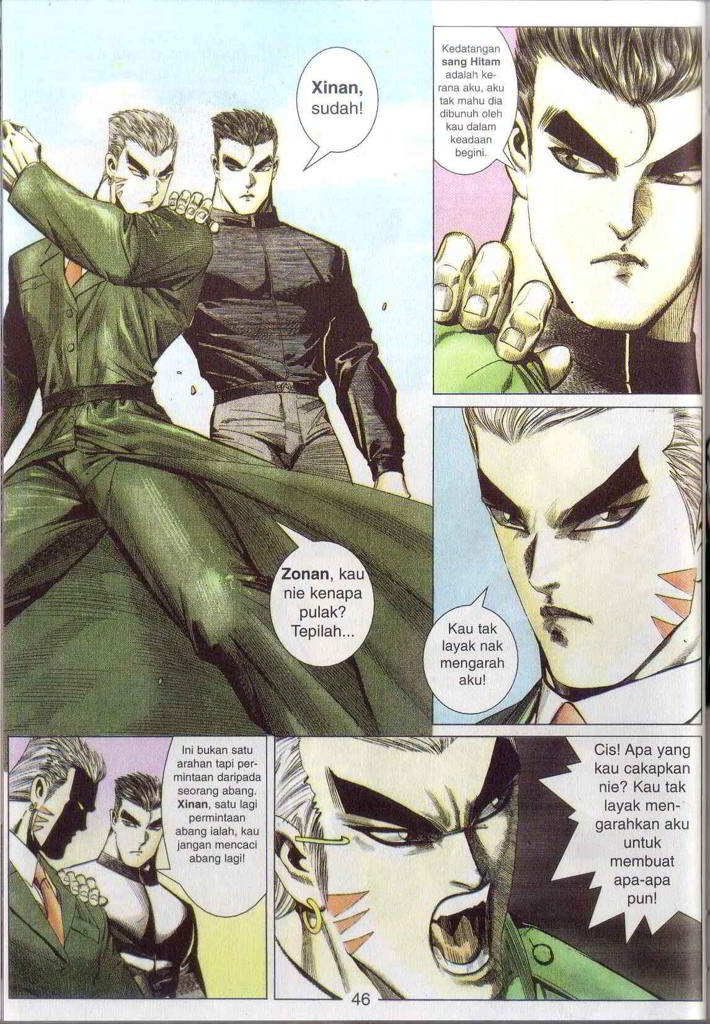 Xinan,
sudah!
Zonan, kau
nie kenapa
pulak?
Tepilah...
Kedatangan
sang Hitam
adalah ke-
rana aku, aku
tak mahu dia
dibunuh oleh
kau dalam
keadaan
begini.
Kau tak
layak nak
mengarah
aku!
Ini bukan satu
arahan tapi per-
mintaan daripada
seorang abang.
Xinan, satu lagi
permintaan
abang ialah, kau
jangan mencaci
abang lagi!
Cis! Apa yang
kau cakapkan
nie? Kau tak
layak men-
garahkan aku
untuk
membuat
apa-apa
pun!
46